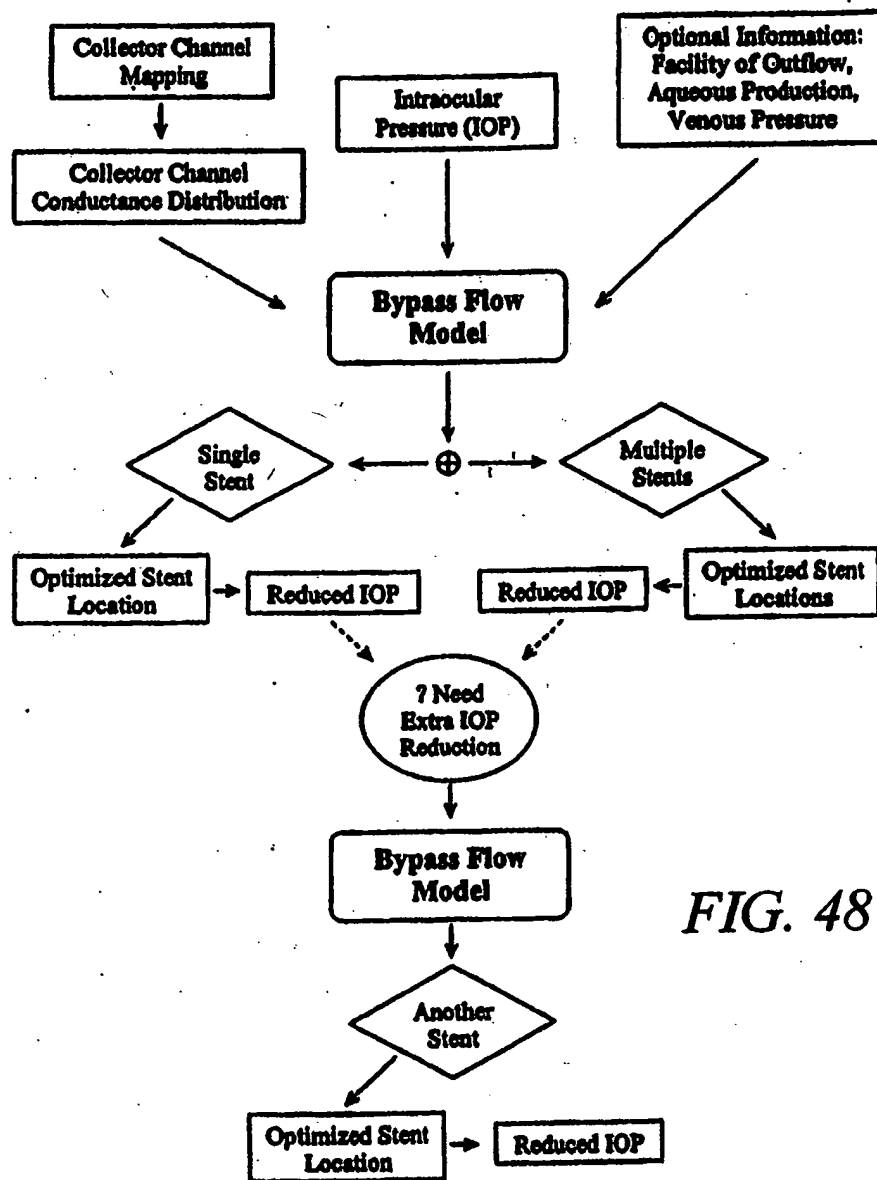 Collector Channel
Mapping
Intraocular
Pressure (IOP)
Optional Information:
Facility of Outflow,
Aqueous Production,
Venous Pressure
Collector Channel
Conductance Distribution
Bypass Flow
Model
Single
Stent
⊕
Multiple
Stents
Optimized Stent
Location
Reduced IOP
Reduced IOP
Optimized Stent
Locations
? Need
Extra IOP
Reduction
Bypass Flow
Model
FIG. 48
Another
Stent
Optimized Stent
Location
Reduced IOP